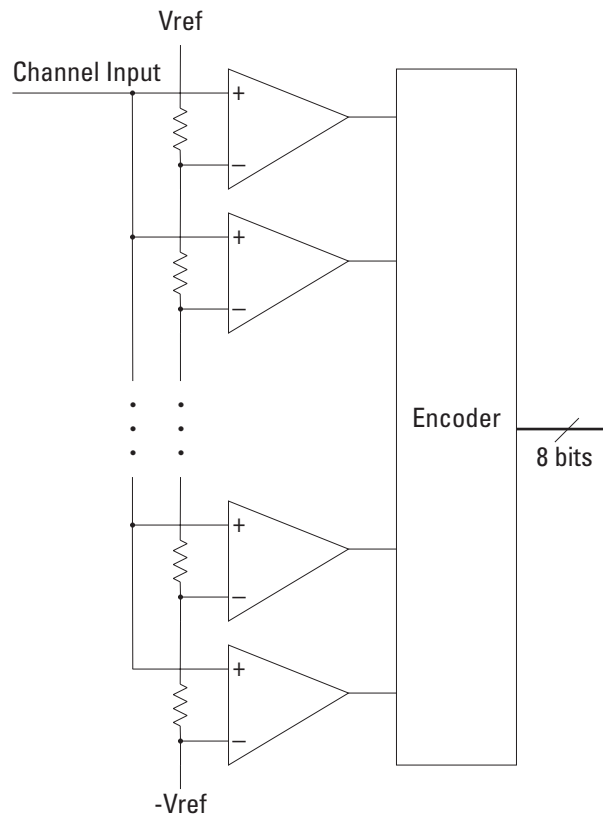 Vref
Channel Input
+
−
+
−
Encoder
8 bits
+
−
+
−
-Vref